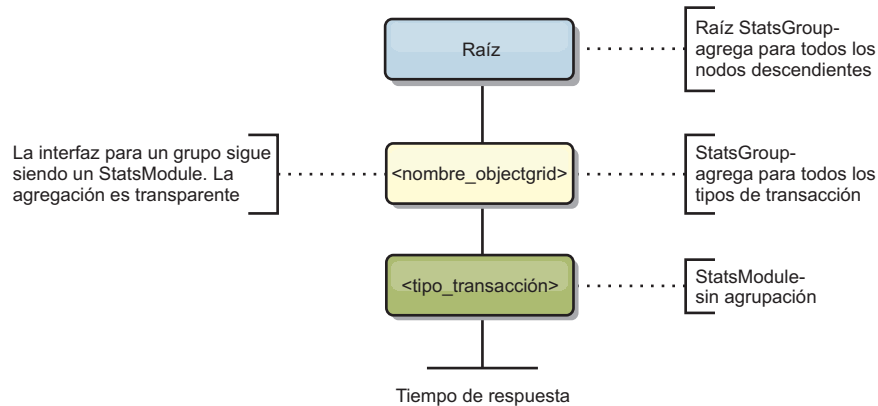 Raíz
Raíz StatsGroup-
agrega para todos los
nodos descendientes
La interfaz para un grupo sigue
siendo un StatsModule. La
agregación es transparente
<nombre_objectgrid>
StatsGroup-
agrega para todos los
tipos de transacción
<tipo_transacción>
StatsModule-
sin agrupación
Tiempo de respuesta